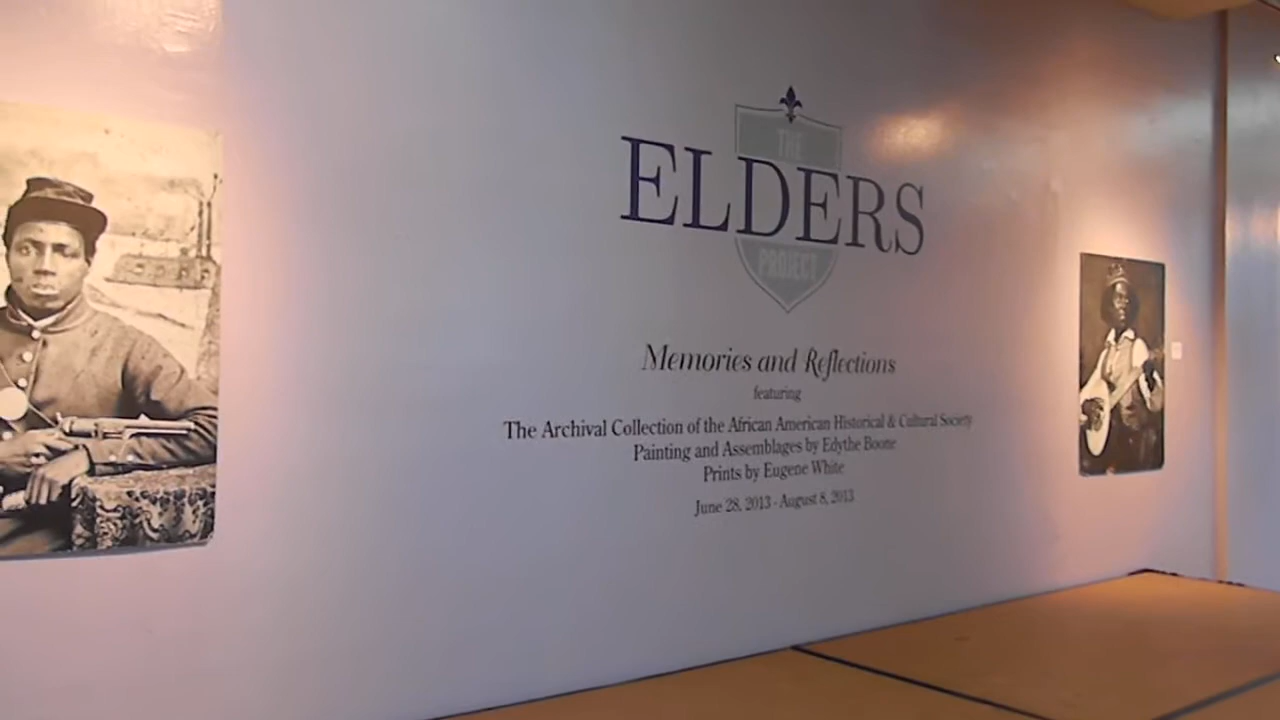 THE
ELDERS
PROJEKT
Memories and Reflections
featuring
The Archival Collection of the African American Historical & Cultural Society
Painting and Assemblages by Edythe Boone
Prints by Eugene White
June 28, 2013 - August 8, 2013